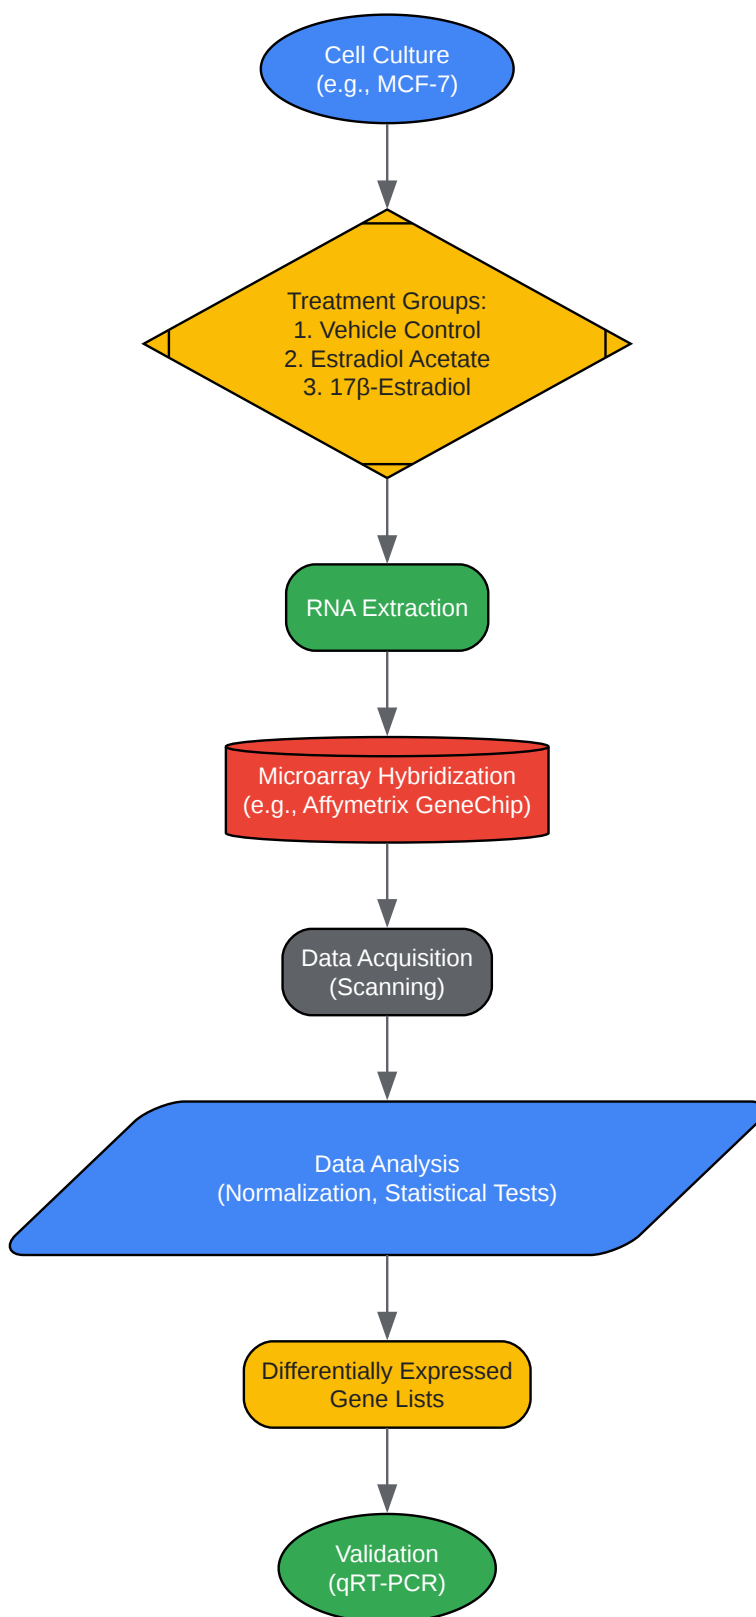 Cell Culture
(e.g., MCF-7)
Treatment Groups:
1. Vehicle Control
2. Estradiol Acetate
3. 17β-Estradiol
RNA Extraction
Microarray Hybridization
(e.g., Affymetrix GeneChip)
Data Acquisition
(Scanning)
Data Analysis
(Normalization, Statistical Tests)
Differentially Expressed
Gene Lists
Validation
(qRT-PCR)